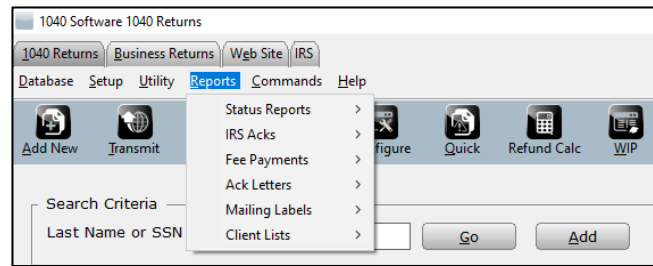 1040 Software 1040 Returns
1040 Returns Business Returns Web Site IRS
Database Setup Utility Reports Commands Help
Status Reports
IRS Acks
Fee Payments
Ack Letters
Mailing Labels
Client Lists
Add New Transmit figure Quick Refund Calc WIP
Search Criteria
Last Name or SSN Go Add